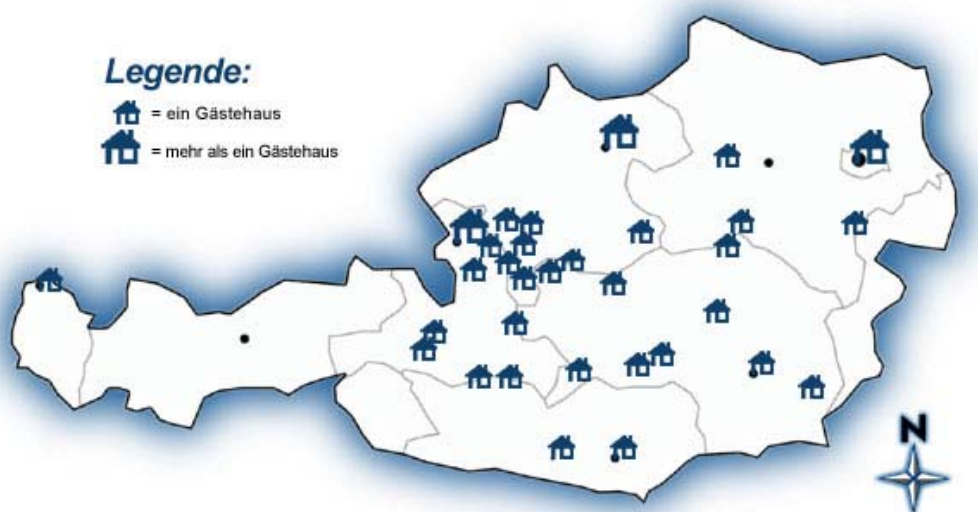 Legende:
= ein Gästehaus
= mehr als ein Gästehaus
N